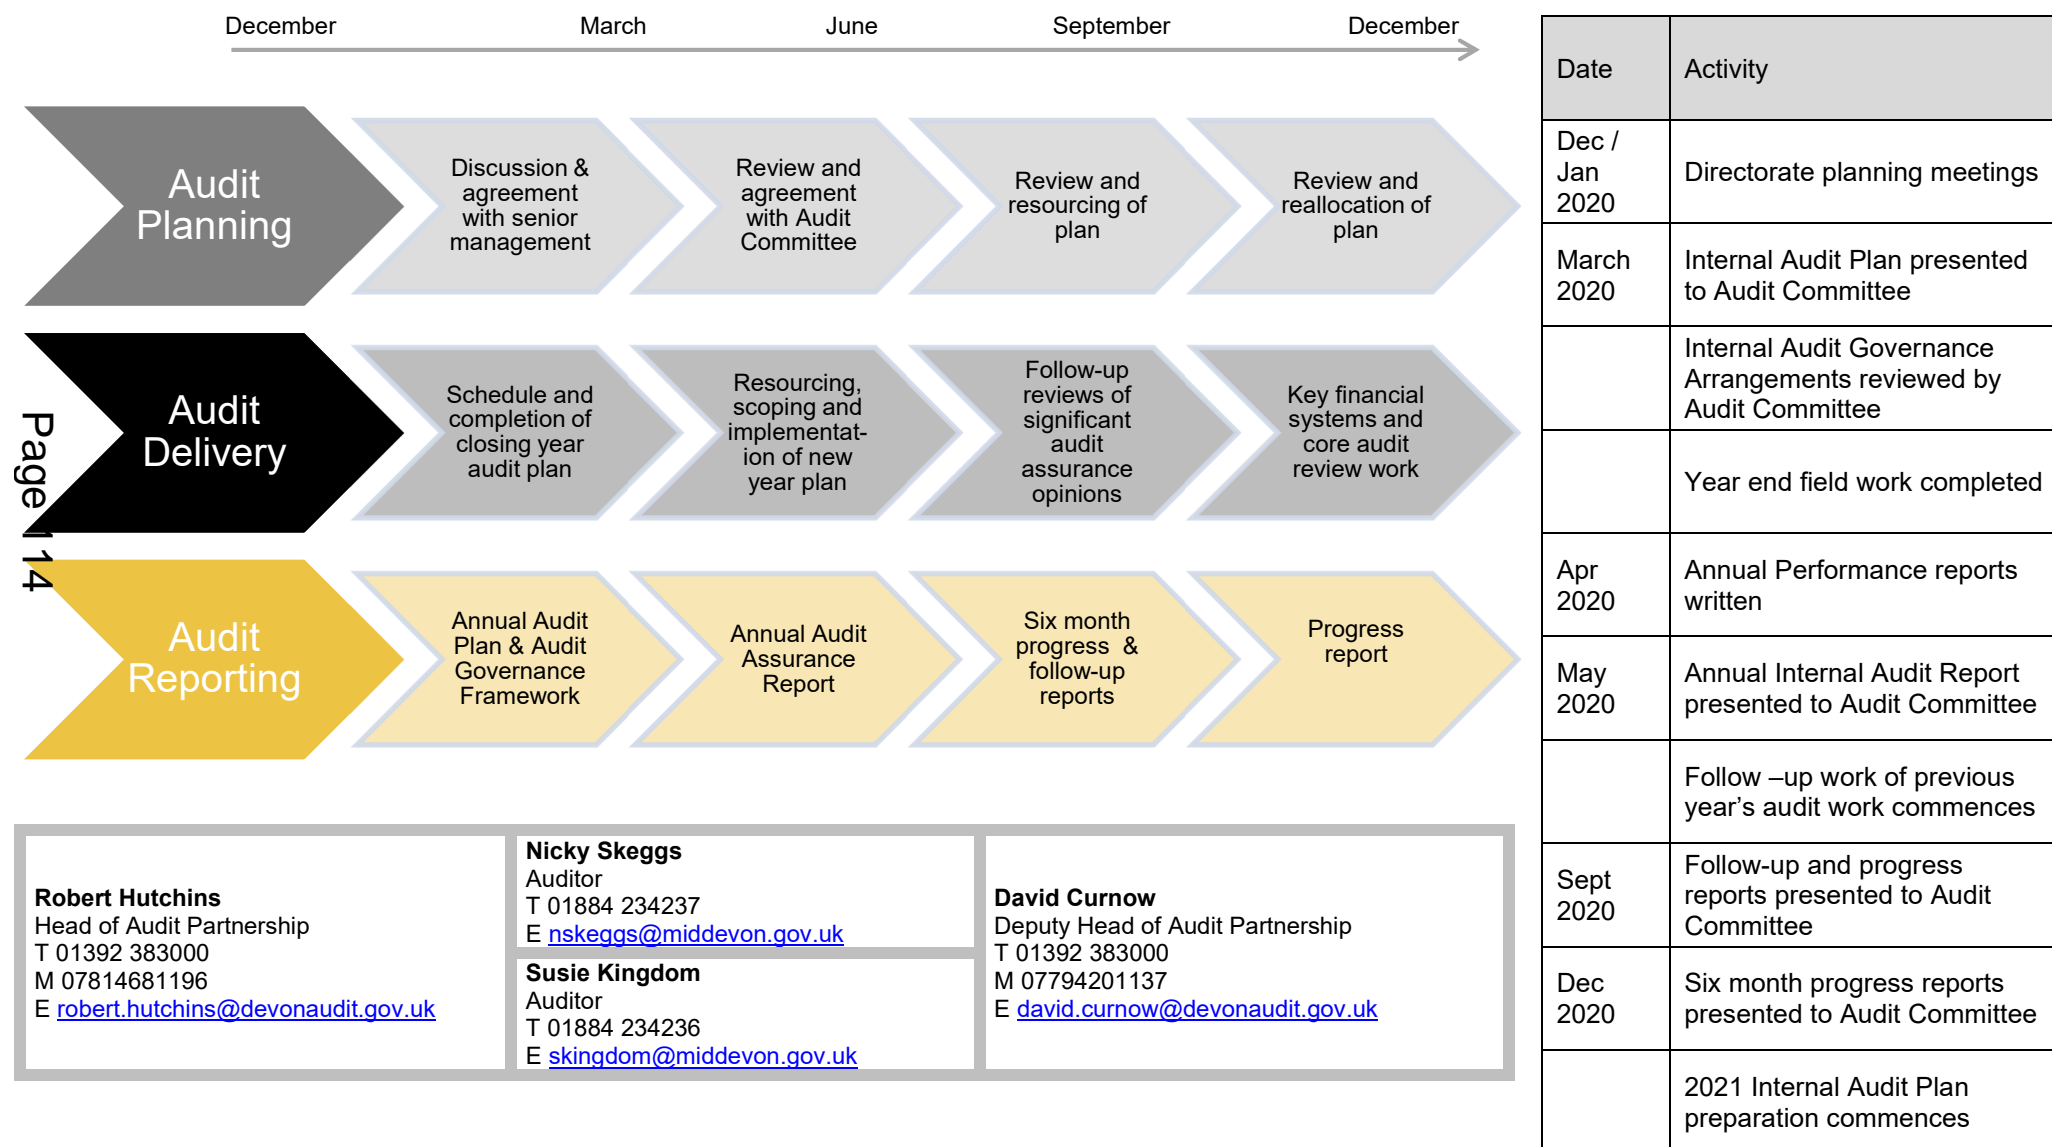 December March June September December
Audit
Planning
Discussion &
agreement
with senior
management
Review and
agreement
with Audit
Committee
Review and
resourcing of
plan
Review and
reallocation of
plan
Audit
Delivery
Schedule and
completion of
closing year
audit plan
Resourcing,
scoping and
implementat-
ion of new
year plan
Follow-up
reviews of
significant
audit
assurance
opinions
Key financial
systems and
core audit
review work
Audit
Reporting
Annual Audit
Plan & Audit
Governance
Framework
Annual Audit
Assurance
Report
Six month
progress  &
follow-up
reports
Progress
report
Page 114
Robert Hutchins
Head of Audit Partnership
T 01392 383000
M 07814681196
E robert.hutchins@devonaudit.gov.uk
Nicky Skeggs
Auditor
T 01884 234237
E nskeggs@middevon.gov.uk
Susie Kingdom
Auditor
T 01884 234236
E skingdom@middevon.gov.uk
David Curnow
Deputy Head of Audit Partnership
T 01392 383000
M 07794201137
E david.curnow@devonaudit.gov.uk
Date Activity
Dec /
Jan
2020
Directorate planning meetings
March
2020
Internal Audit Plan presented
to Audit Committee
Internal Audit Governance
Arrangements reviewed by
Audit Committee
Year end field work completed
Apr
2020
Annual Performance reports
written
May
2020
Annual Internal Audit Report
presented to Audit Committee
Follow –up work of previous
year’s audit work commences
Sept
2020
Follow-up and progress
reports presented to Audit
Committee
Dec
2020
Six month progress reports
presented to Audit Committee
2021 Internal Audit Plan
preparation commences